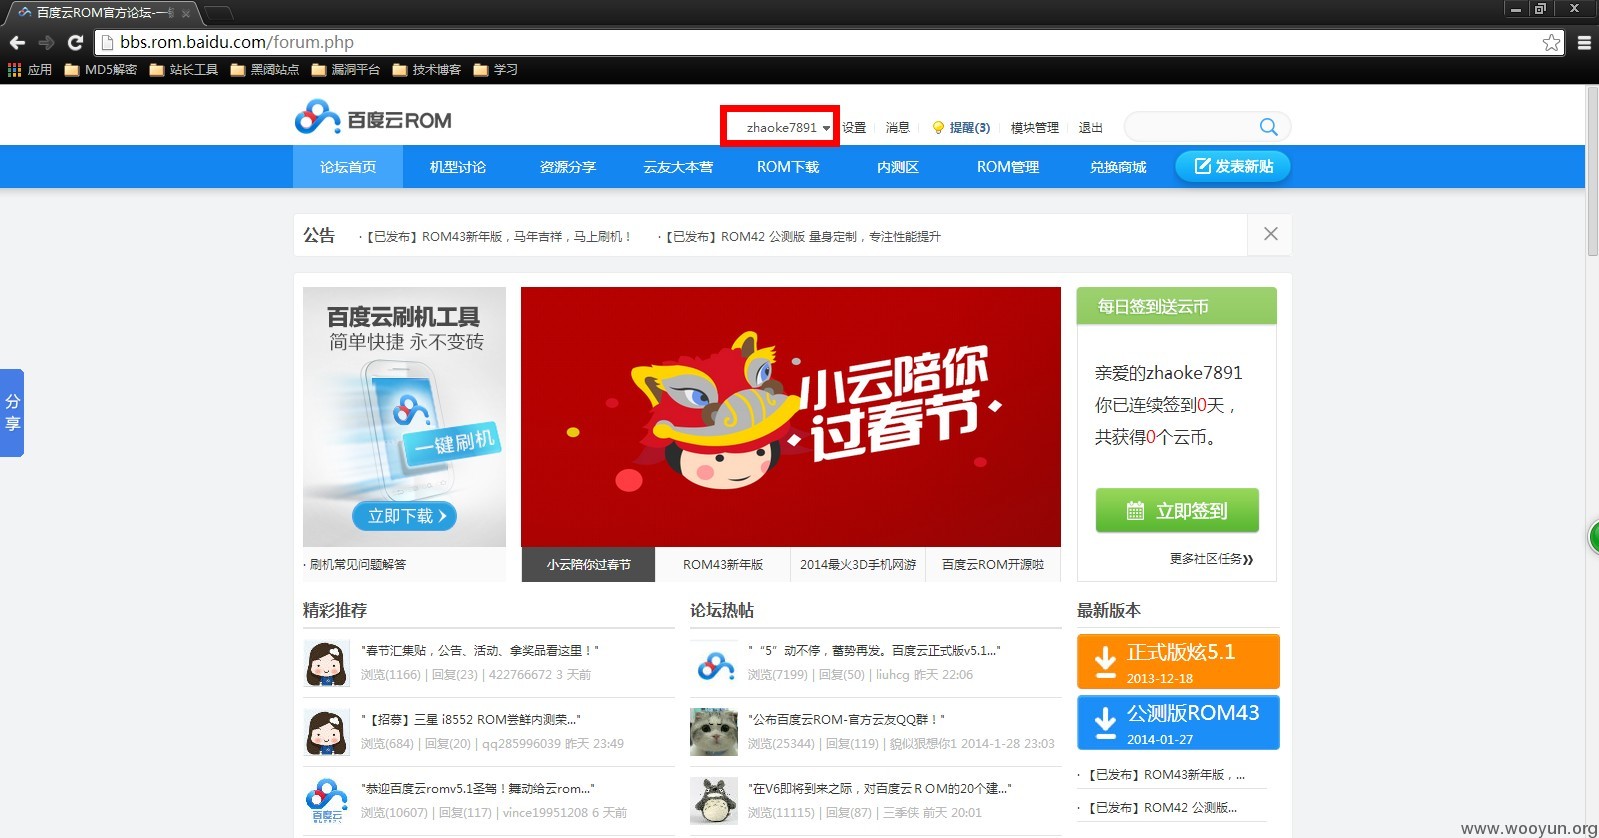 百度云ROM官方论坛-一
bbs.rom.baidu.com/forum.php
应用 MD5解密 站长工具 黑阔站点 漏洞平台 技术博客 学习
百度云ROM
zhaoke7891 设置 消息 提醒(3) 模块管理 退出
论坛首页 机型讨论 资源分享 云友大本营 ROM下载 内测区 ROM管理 兑换商城 发表新贴
公告 ·【已发布】ROM43新年版，马年吉祥，马上刷机！ ·【已发布】ROM42 公测版 量身定制，专注性能提升
分享
百度云刷机工具
简单快捷 永不变砖
一键刷机
立即下载
· 刷机常见问题解答
小云陪你
过春节
小云陪你过春节 ROM43新年版 2014最火3D手机网游 百度云ROM开源啦
每日签到送云币
亲爱的zhaoke7891
你已连续签到0天，
共获得0个云币。
立即签到
更多社区任务
精彩推荐
"春节汇集贴，公告、活动、拿奖品看这里！"
浏览(1166) | 回复(23) | 422766672 3 天前
"【招募】三星 i8552 ROM尝鲜内测荣..."
浏览(684) | 回复(20) | qq285996039 昨天 23:49
"恭迎百度云romv5.1圣驾！舞动给云rom..."
浏览(10607) | 回复(117) | vince19951208 6 天前
百度云
论坛热帖
"“5”动不停，蓄势再发。百度云正式版v5.1..."
浏览(7199) | 回复(50) | liuhcg 昨天 22:06
"公布百度云ROM-官方云友QQ群！"
浏览(25344) | 回复(119) | 貌似狠想你1 2014-1-28 23:03
"在V6即将到来之际，对百度云ＲＯＭ的20个建..."
浏览(11115) | 回复(87) | 三季侠 前天 20:01
最新版本
正式版炫5.1
2013-12-18
公测版ROM43
2014-01-27
· 【已发布】ROM43新年版，...
· 【已发布】ROM42 公测版...
www.wooyun.org